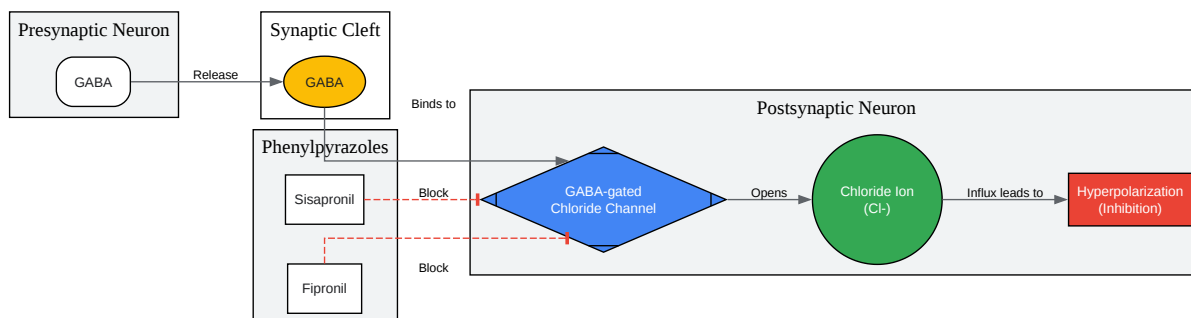 Presynaptic Neuron
GABA
Release
Synaptic Cleft
GABA
Binds to
Phenylpyrazoles
Sisapronil
Block
Fipronil
Block
Postsynaptic Neuron
GABA-gated
Chloride Channel
Opens
Chloride Ion
(Cl-)
Influx leads to
Hyperpolarization
(Inhibition)